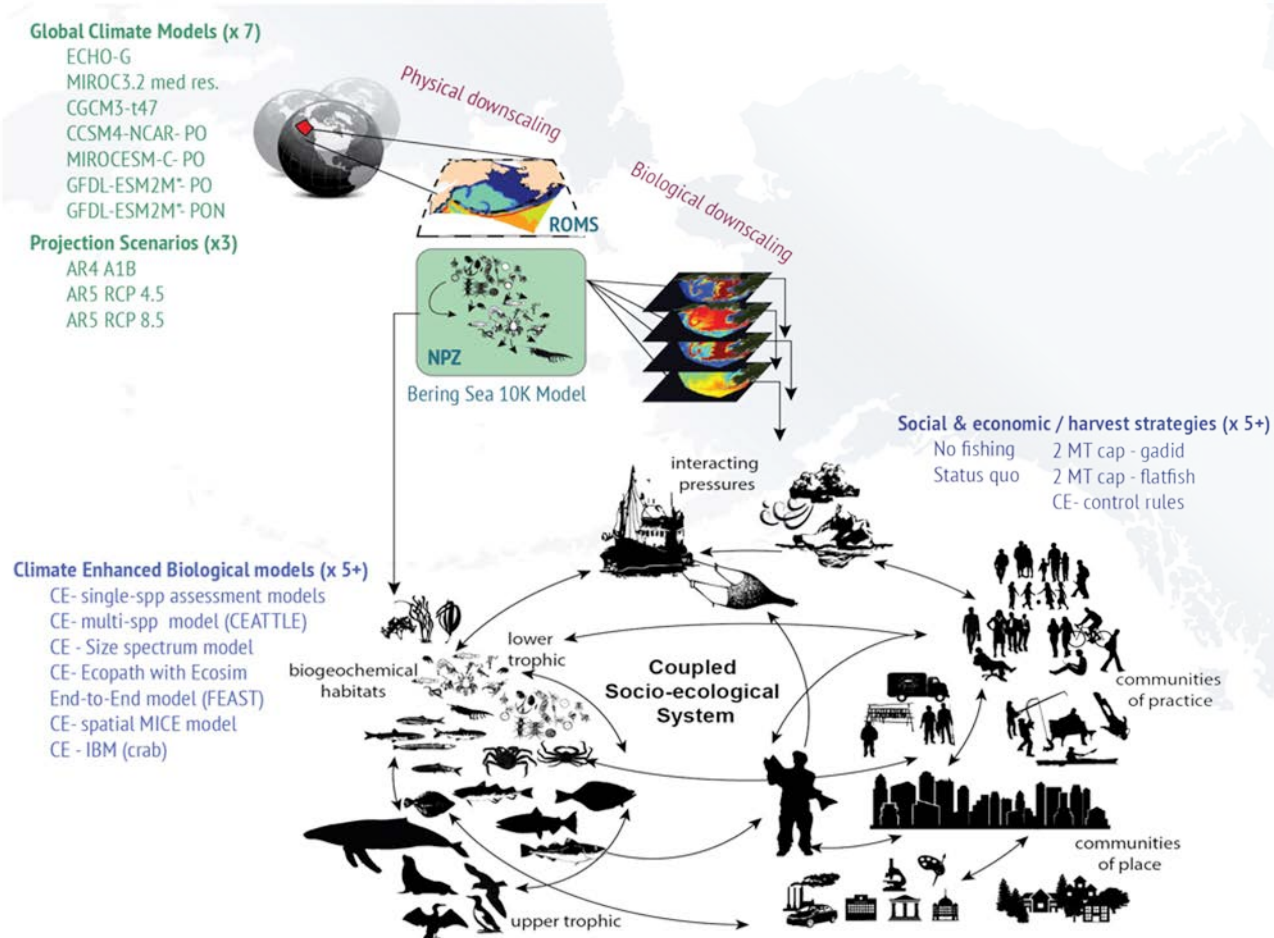 Global Climate Models (x 7)
ECHO-G
MIROC3.2 med res.
CGCM3-t47
CCSM4-NCAR- PO
MIROCESM-C- PO
GFDL-ESM2M*- PO
GFDL-ESM2M*- PON
Projection Scenarios (x3)
AR4 A1B
AR5 RCP 4.5
AR5 RCP 8.5
Physical downscaling
ROMS
Biological downscaling
NPZ
Bering Sea 10K Model
Social & economic / harvest strategies (x 5+)
No fishing
Status quo
2 MT cap - gadid
2 MT cap - flatfish
CE- control rules
Climate Enhanced Biological models (x 5+)
CE- single-spp assessment models
CE- multi-spp model (CEATTLE)
CE - Size spectrum model
CE- Ecopath with Ecosim
End-to-End model (FEAST)
CE- spatial MICE model
CE - IBM (crab)
interacting
pressures
lower
trophic
biogeochemical
habitats
Coupled
Socio-ecological
System
communities
of practice
communities
of place
upper trophic